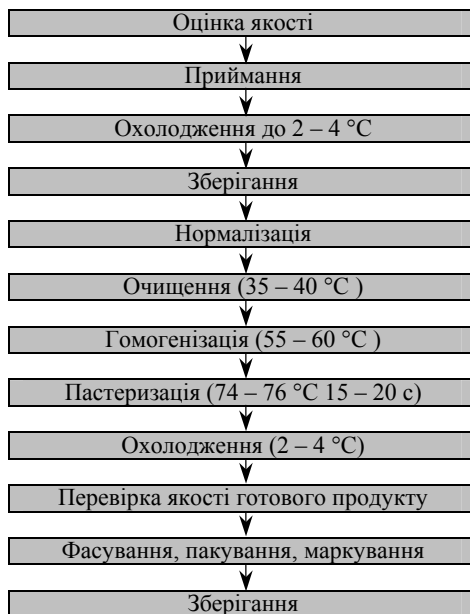 Оцінка якості
Приймання
Охолодження до 2 – 4 °С
Зберігання
Нормалізація
Очищення (35 – 40 °С )
Гомогенізація (55 – 60 °С )
Пастеризація (74 – 76 °С 15 – 20 с)
Охолодження (2 – 4 °С)
Перевірка якості готового продукту
Фасування, пакування, маркування
Зберігання